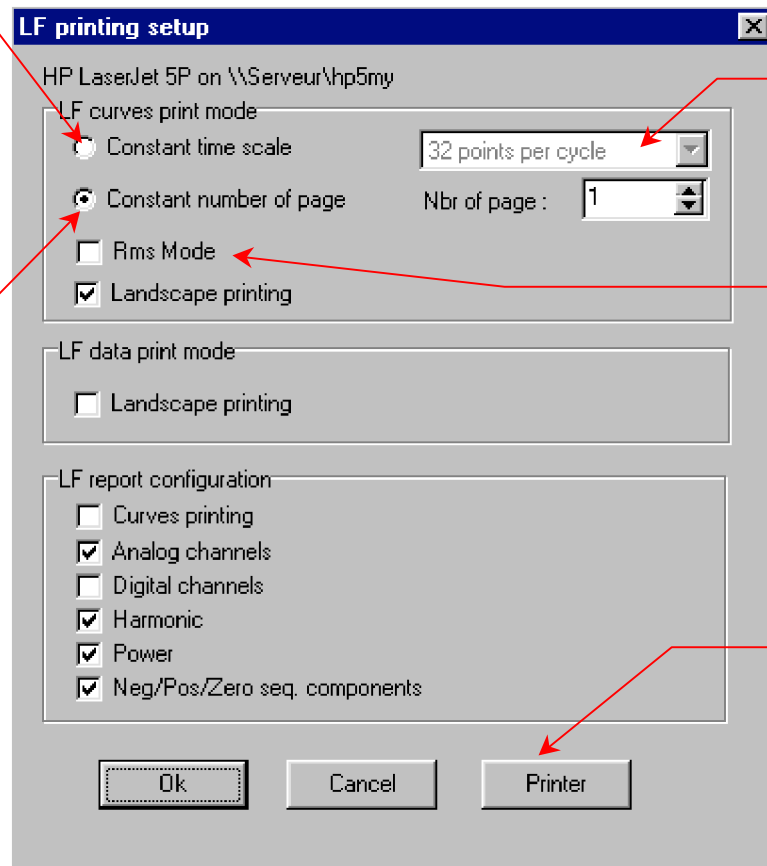 LF printing setup
HP LaserJet 5P on \\Serveur\hp5my
LF curves print mode
Constant time scale
32 points per cycle
Constant number of page
Nbr of page :
1
Rms Mode
Landscape printing
LF data print mode
Landscape printing
LF report configuration
Curves printing
Analog channels
Digital channels
Harmonic
Power
Neg/Pos/Zero seq. components
Ok
Cancel
Printer